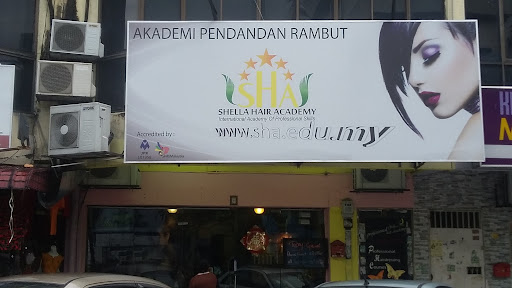 AKADEMI PENDANDAN RAMBUT
SHA
SHELLA HAIR ACADEMY
International Academy Of Professional Skills
www.sha.edu.my
Accredited by: